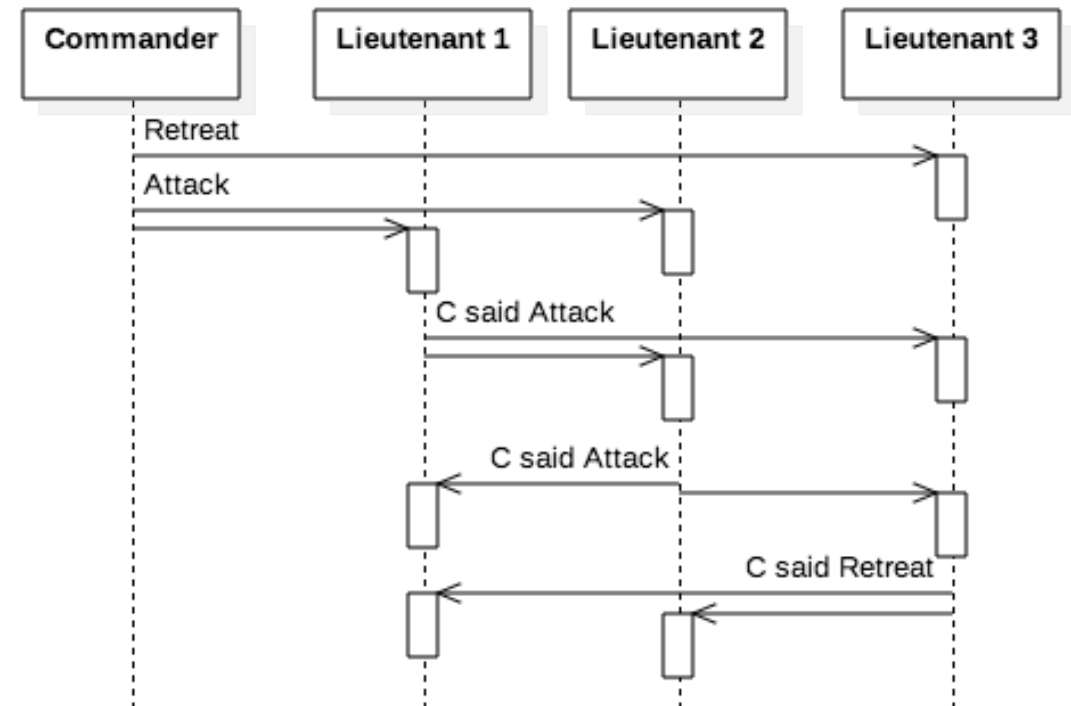 Commander
Lieutenant 1
Lieutenant 2
Lieutenant 3
Retreat
Attack
C said Attack
C said Attack
C said Retreat